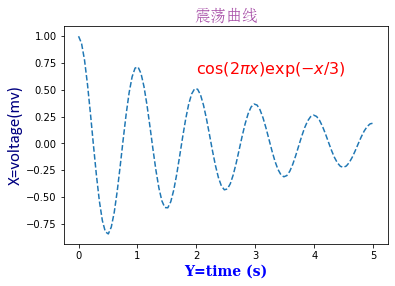 震荡曲线
1.00
0.75
0.50
0.25
0.00
−0.25
−0.50
−0.75
X=voltage(mv)
cos(2πx)exp(−x/3)
0 1 2 3 4 5
Y=time (s)